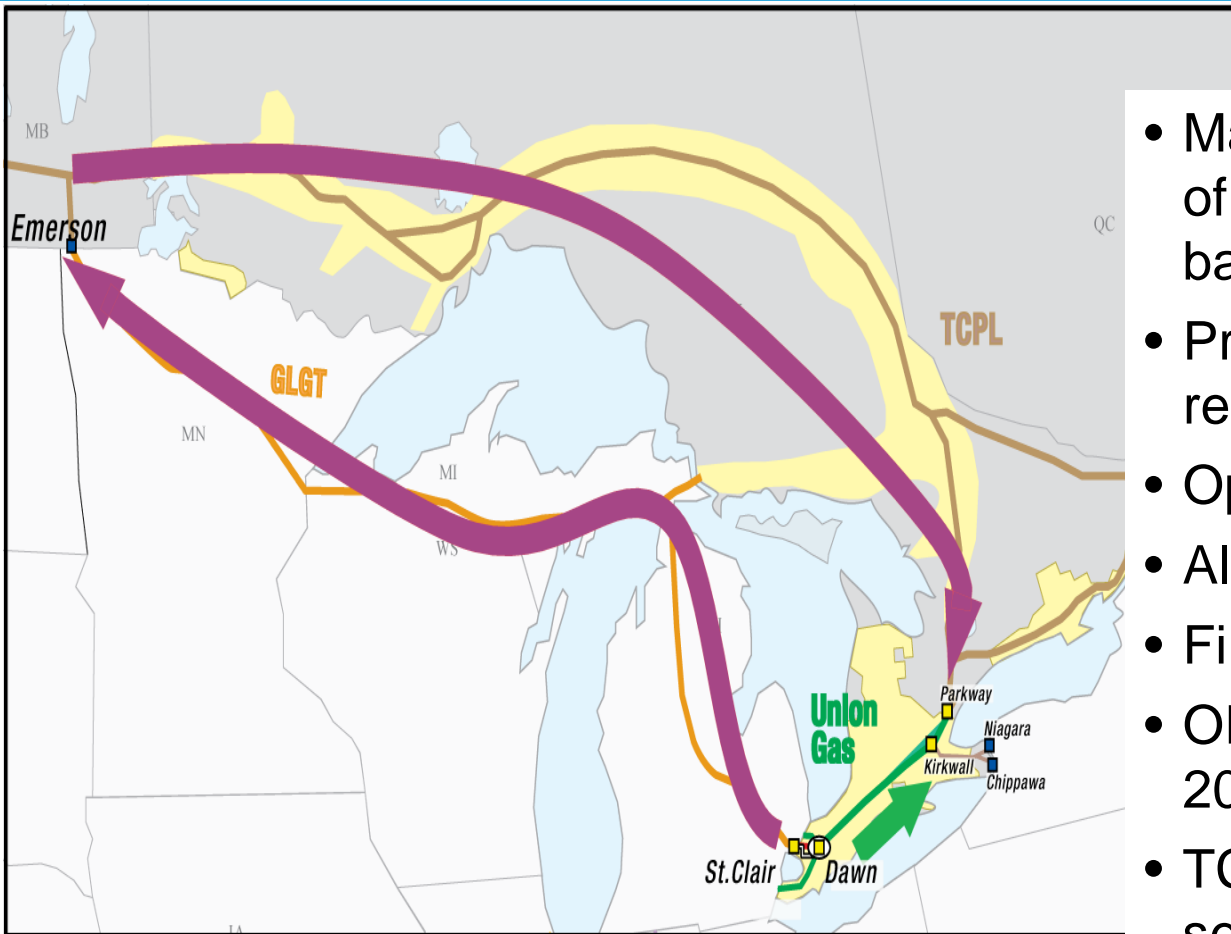 MB
Emerson
QC
TCPL
GLGT
MN
MI
WS
Union
Gas
Parkway
Niagara
Kirkwall
Chippawa
St.Clair
Dawn
• Ma
of
ba
• Pr
re
• Op
• Al
• Fi
•
20
• TC